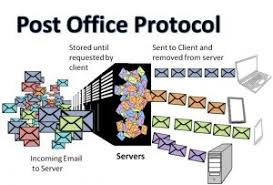 Post Office Protocol
Stored until
requested by
client
Sent to Client and
removed from server
Incoming Email
to Server
Servers